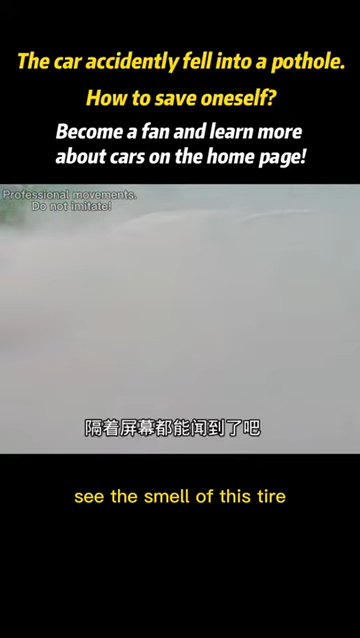 The car accidently fell into a pothole.
How to save oneself?
Become a fan and learn more
about cars on the home page!
Professional movements.
Do not imitate!
隔着屏幕都能闻到了吧
see the smell of this tire